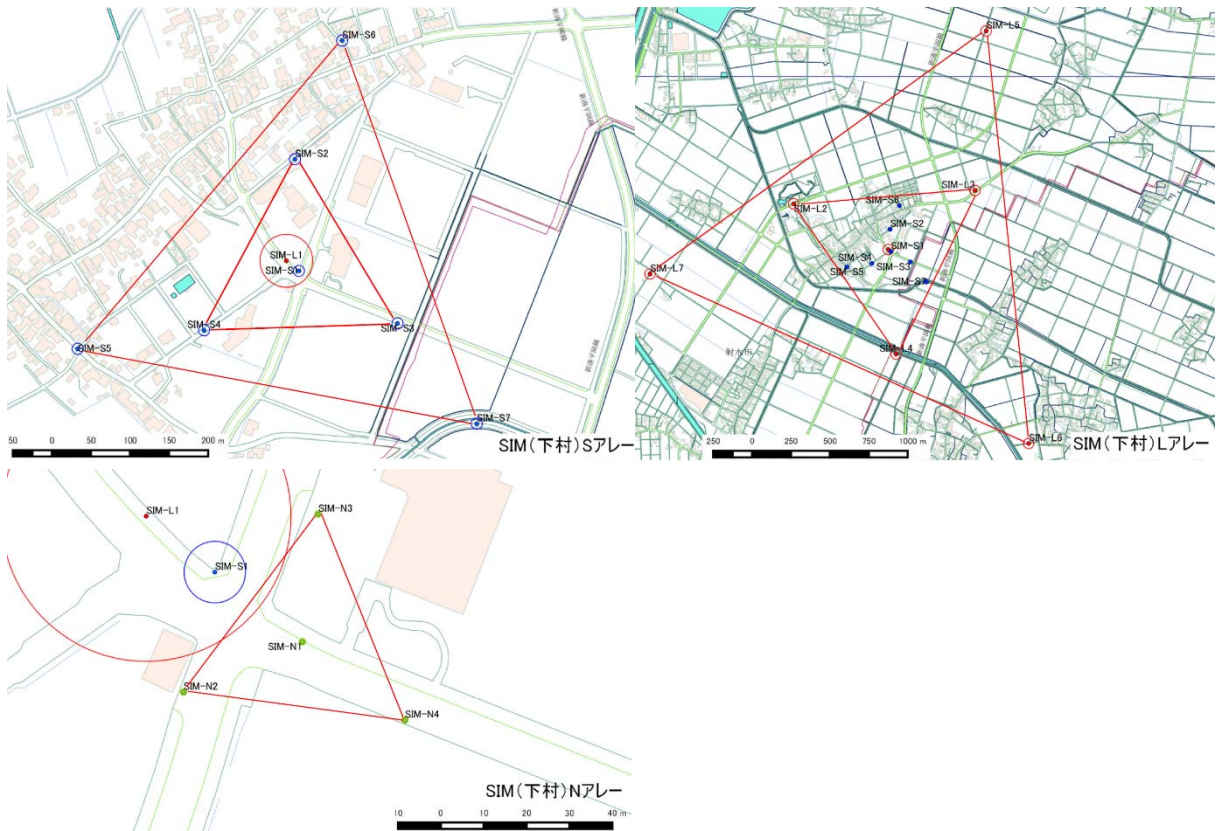 SIM-S6
SIM-S2
SIM-L1
SIM-S1
SIM-S4
SIM-S3
SIM-S5
SIM-S7
50 0 50 100 150 200 m
SIM(下村)Sアレー
SIM-L5
SIM-L3
SIM-L2
SIM-S6
SIM-S2
SIM-S1
SIM-S4
SIM-S3
SIM-S5
SIM-L7
SIM-S7
SIM-L4
射水市
SIM-L6
250 0 250 500 750 1000 m
SIM(下村)Lアレー
SIM-L1
SIM-N3
SIM-S1
SIM-N1
SIM-N2
SIM-N4
SIM(下村)Nアレー
10 0 10 20 30 40 m